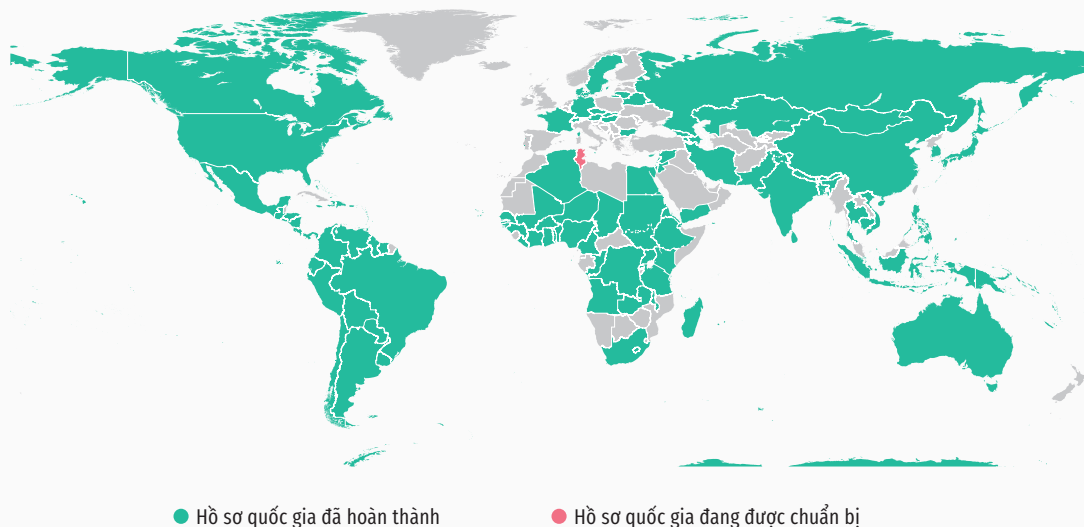 Hồ sơ quốc gia đã hoàn thành
Hồ sơ quốc gia đang được chuẩn bị